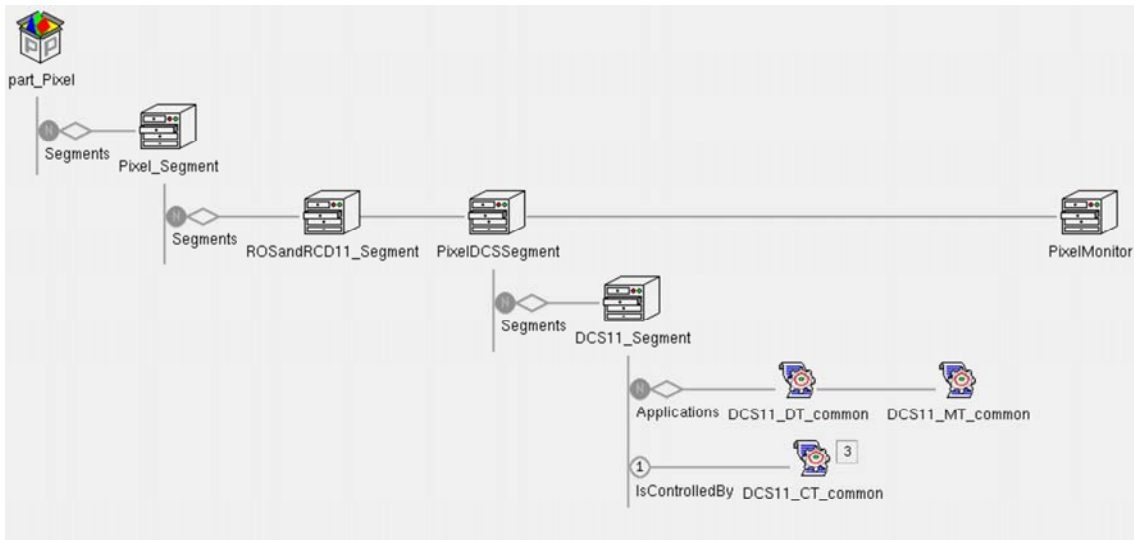 part_Pixel
N
Segments
Pixel_Segment
N
Segments
ROSandRCD11_Segment
PixelDCSSegment
PixelMonitor
N
Segments
DCS11_Segment
N
Applications
DCS11_DT_common
DCS11_MT_common
1
3
IsControlledBy
DCS11_CT_common